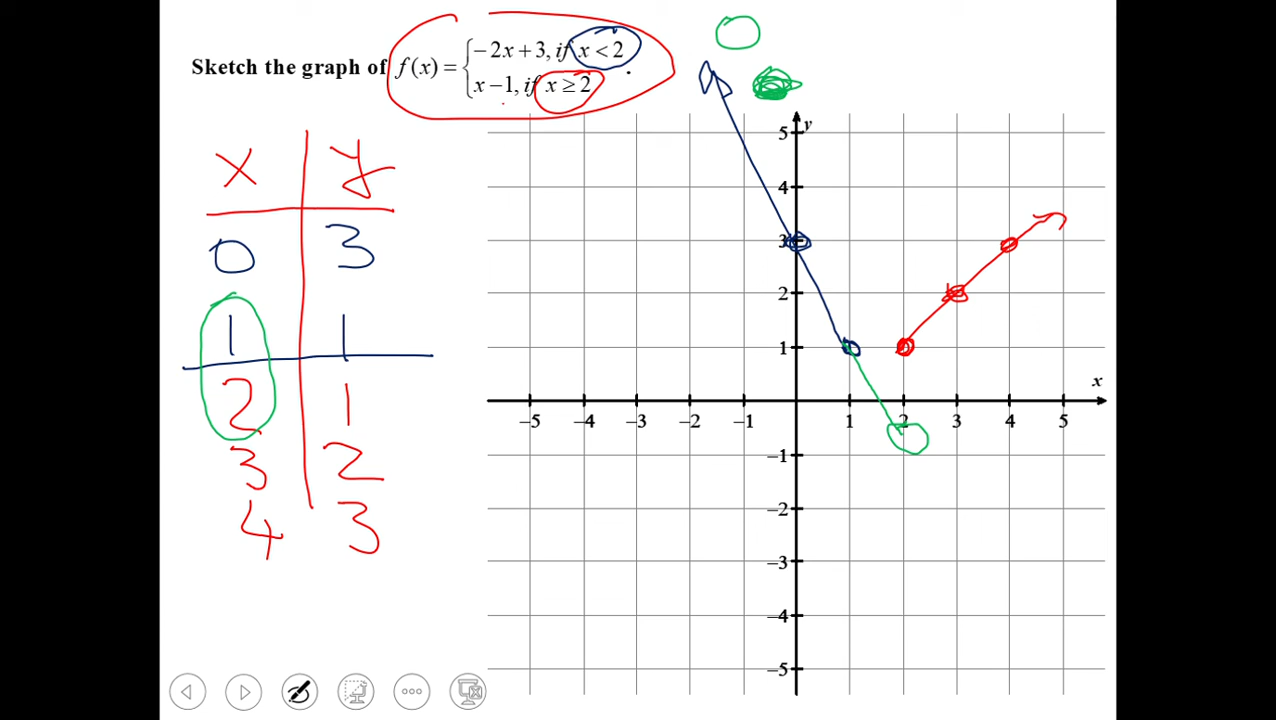 Sketch the graph of f(x) = { −2x + 3, if x < 2
x − 1, if x ≥ 2
x y
0 3
1 1
2 1
3 2
4 3
y
5
4
3
2
1
x
−5 −4 −3 −2 −1 1 2 3 4 5
−1
−2
−3
−4
−5